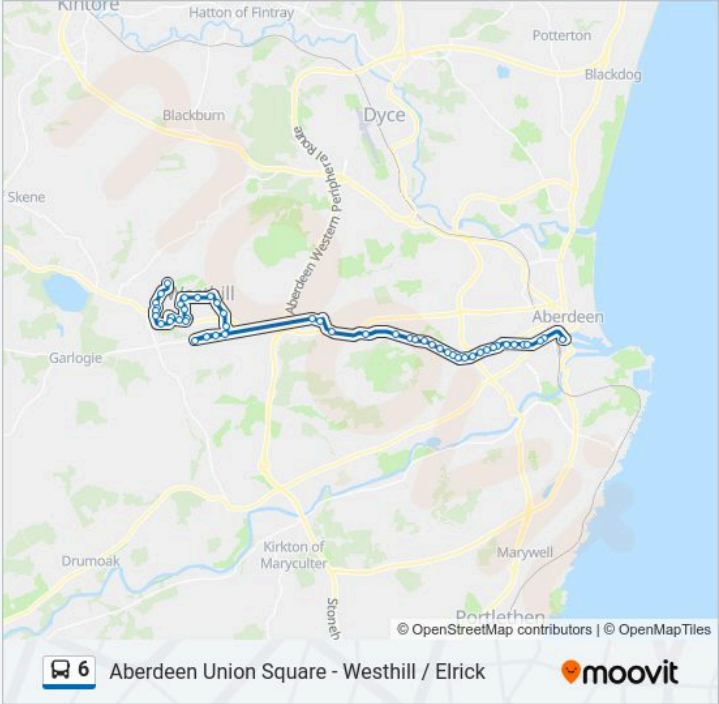 Kintore
Hatton of Fintray
Potterton
Blackdog
Blackburn
Dyce
Aberdeen Western Peripheral Route
Skene
Westhill
Aberdeen
Garlogie
Drumoak
Kirkton of
Maryculter
Marywell
Stoneh
Portlethen
© OpenStreetMap contributors | © OpenMapTiles
6 Aberdeen Union Square - Westhill / Elrick
moovit